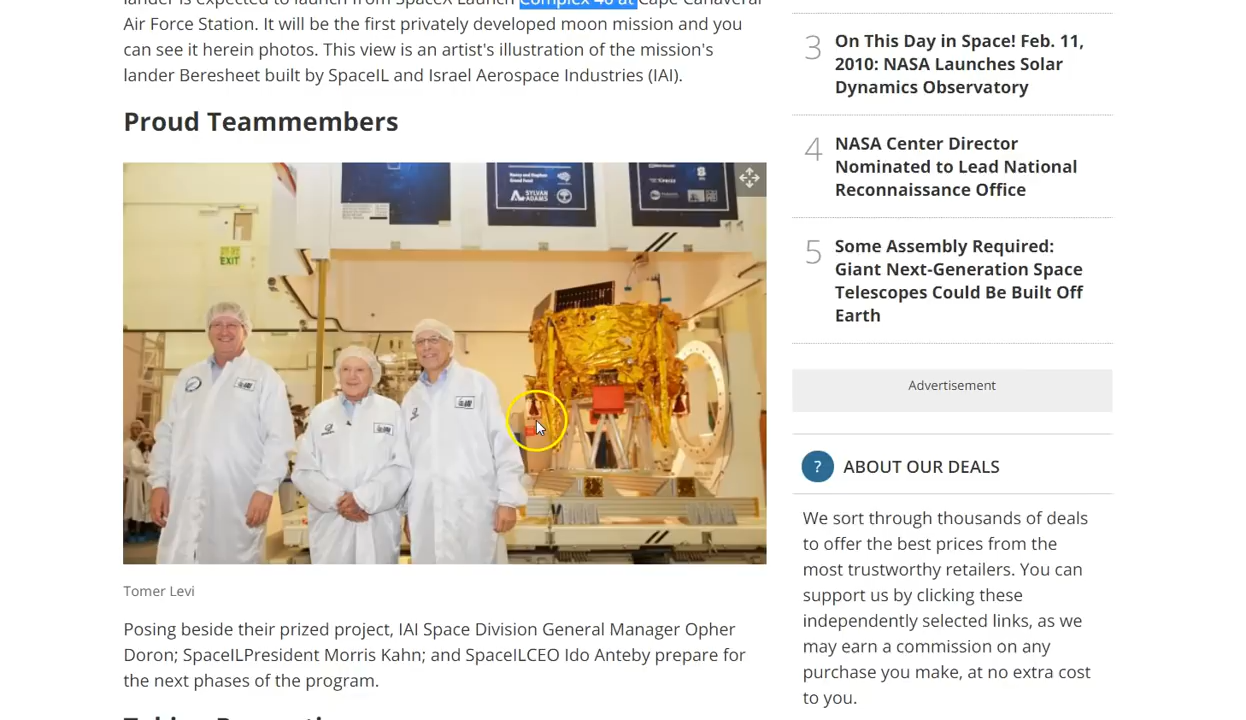 Air Force Station. It will be the first privately developed moon mission and you
can see it herein photos. This view is an artist's illustration of the mission's
lander Beresheet built by SpaceIL and Israel Aerospace Industries (IAI).
Proud Teammembers
SYLVAN
ADAMS
EXIT
Tomer Levi
Posing beside their prized project, IAI Space Division General Manager Opher
Doron; SpaceILPresident Morris Kahn; and SpaceILCEO Ido Anteby prepare for
the next phases of the program.
3
On This Day in Space! Feb. 11,
2010: NASA Launches Solar
Dynamics Observatory
4
NASA Center Director
Nominated to Lead National
Reconnaissance Office
5
Some Assembly Required:
Giant Next-Generation Space
Telescopes Could Be Built Off
Earth
Advertisement
? ABOUT OUR DEALS
We sort through thousands of deals
to offer the best prices from the
most trustworthy retailers. You can
support us by clicking these
independently selected links, as we
may earn a commission on any
purchase you make, at no extra cost
to you.